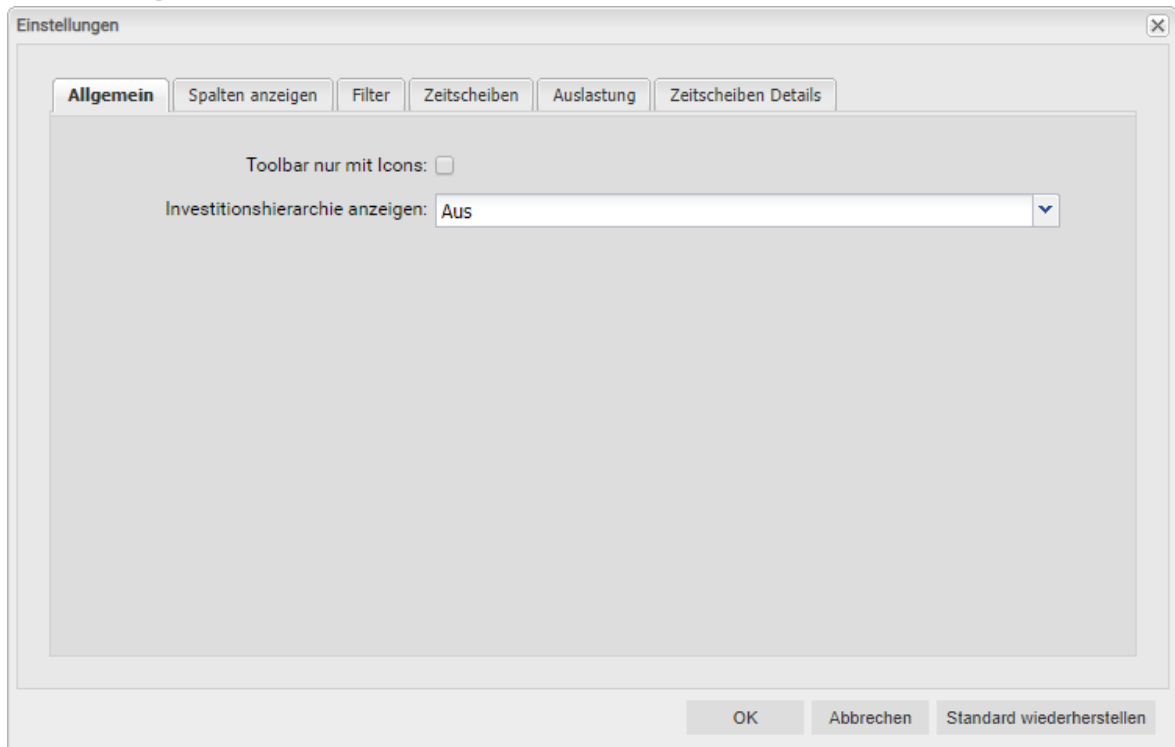 Einstellungen
Allgemein Spalten anzeigen Filter Zeitscheiben Auslastung Zeitscheiben Details
Toolbar nur mit Icons:
Investitionshierarchie anzeigen: Aus
OK Abbrechen Standard wiederherstellen